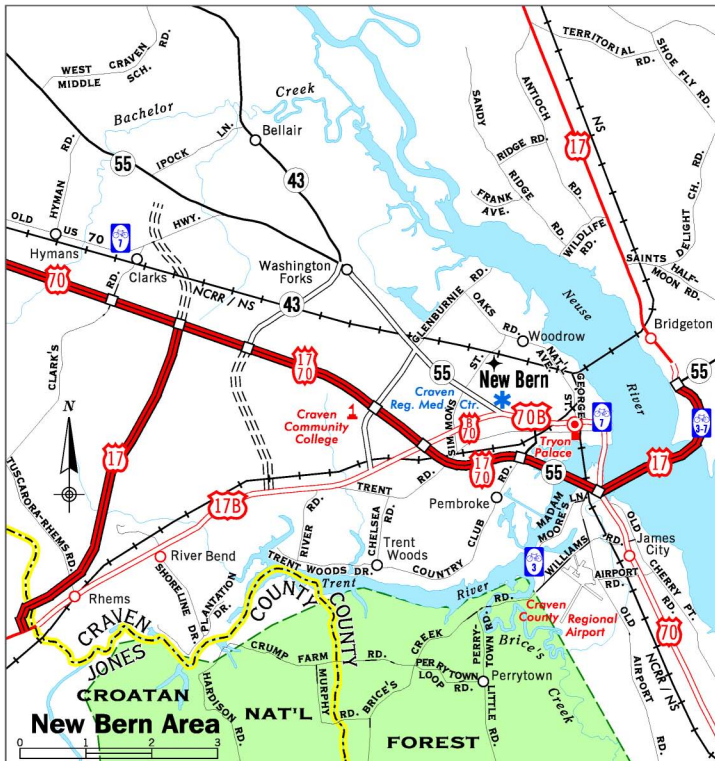 WEST CRAVEN
MIDDLE SCH. RD.
Bachelor
Creek
HYMAN RD.
IPOCK LN.
Bellair
55
43
OLD US 70 HWY.
7
Hymans
Clarks
70
CLARK'S RD.
NCRR / NS
Washington
Forks
43
17
70
GLENBURNIE RD.
OAKS RD.
Woodrow
NAT'L AVE.
SIMMONS ST.
55
New Bern
Craven
Reg. Med. Ctr.
GEORGE ST.
70B
7
Tryon
Palace
Craven
Community
College
B
70
TERRITORIAL RD.
SHOE FLY RD.
SANDY RIDGE RD.
ANTIOCH RD.
NS
17
RIDGE RD.
FRANK
AVE.
WILDLIFE RD.
SAINTS DELIGHT CH. RD.
HALF-
MOON RD.
Neuse
River
Bridgeton
55
3-7
17
N
17
TUSCARORA-RHEMS RD.
17B
17
70
55
TRENT RD.
RIVER RD.
CHELSEA RD.
Pembroke
MADAM
MOORE'S LN.
Trent
Woods
COUNTRY CLUB RD.
TRENT WOODS DR.
3
WILLIAMS RD.
OLD CHERRY PT. RD.
James
City
AIRPORT
RD.
River Bend
SHORELINE DR.
PLANTATION
DR.
Rhems
Trent
River
Craven
County Regional
Airport
70
OLD AIRPORT RD.
NCRR / NS
CRAVEN COUNTY
JONES COUNTY
CRUMP FARM RD.
CREEK RD.
BRICE'S
PERRYTOWN
LOOP RD.
PERRY-
TOWN
RD.
Brice's
Creek
Perrytown
LITTLE RD.
MURPHY RD.
HARDISON RD.
CROATAN
NAT'L
FOREST
New Bern Area
0 1 2 3